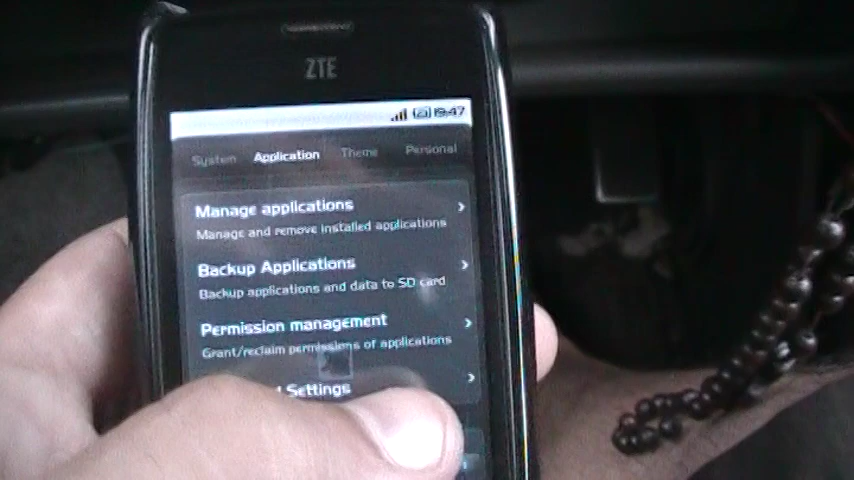 ZTE
19:47
System Application Theme Personal
Manage applications
Manage and remove installed applications
Backup Applications
Backup applications and data to SD card
Permission management
Grant/reclaim permissions of applications
Settings